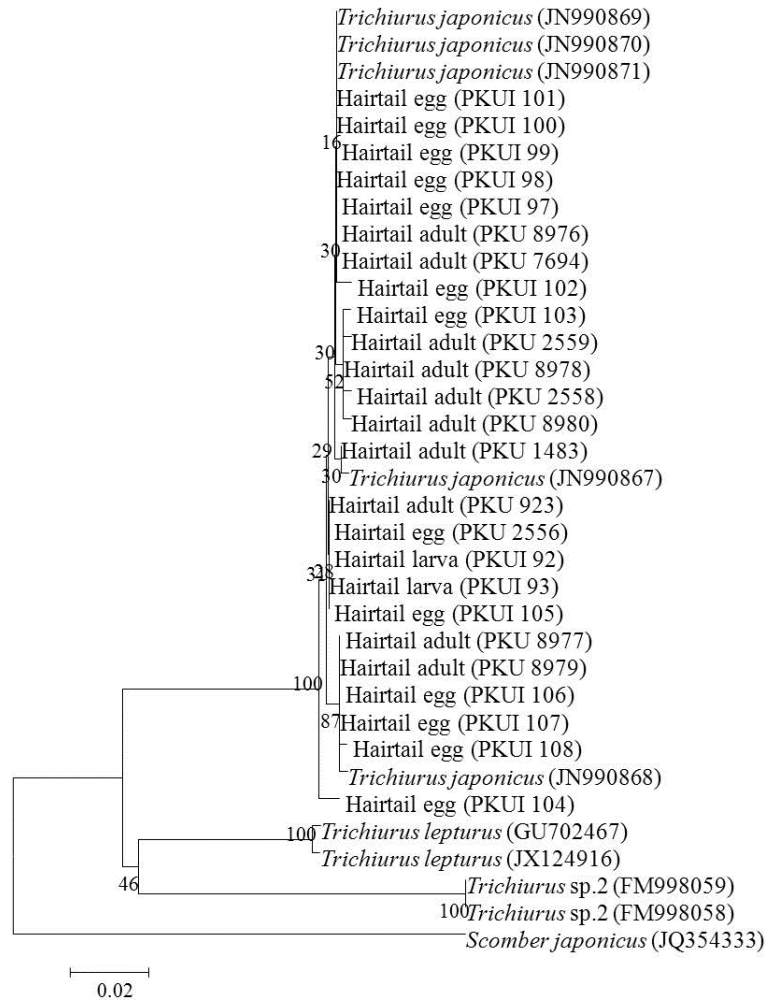 Trichiurus japonicus (JN990869)
Trichiurus japonicus (JN990870)
Trichiurus japonicus (JN990871)
Hairtail egg (PKUI 101)
Hairtail egg (PKUI 100)
16
Hairtail egg (PKUI 99)
Hairtail egg (PKUI 98)
Hairtail egg (PKUI 97)
Hairtail adult (PKU 8976)
30
Hairtail adult (PKU 7694)
Hairtail egg (PKUI 102)
Hairtail egg (PKUI 103)
Hairtail adult (PKU 2559)
30
Hairtail adult (PKU 8978)
52
Hairtail adult (PKU 2558)
Hairtail adult (PKU 8980)
29
Hairtail adult (PKU 1483)
30
Trichiurus japonicus (JN990867)
Hairtail adult (PKU 923)
Hairtail egg (PKU 2556)
Hairtail larva (PKUI 92)
28
Hairtail larva (PKUI 93)
Hairtail egg (PKUI 105)
Hairtail adult (PKU 8977)
Hairtail adult (PKU 8979)
100
Hairtail egg (PKUI 106)
87
Hairtail egg (PKUI 107)
Hairtail egg (PKUI 108)
Trichiurus japonicus (JN990868)
Hairtail egg (PKUI 104)
100
Trichiurus lepturus (GU702467)
Trichiurus lepturus (JX124916)
46
Trichiurus sp.2 (FM998059)
100
Trichiurus sp.2 (FM998058)
Scomber japonicus (JQ354333)
0.02